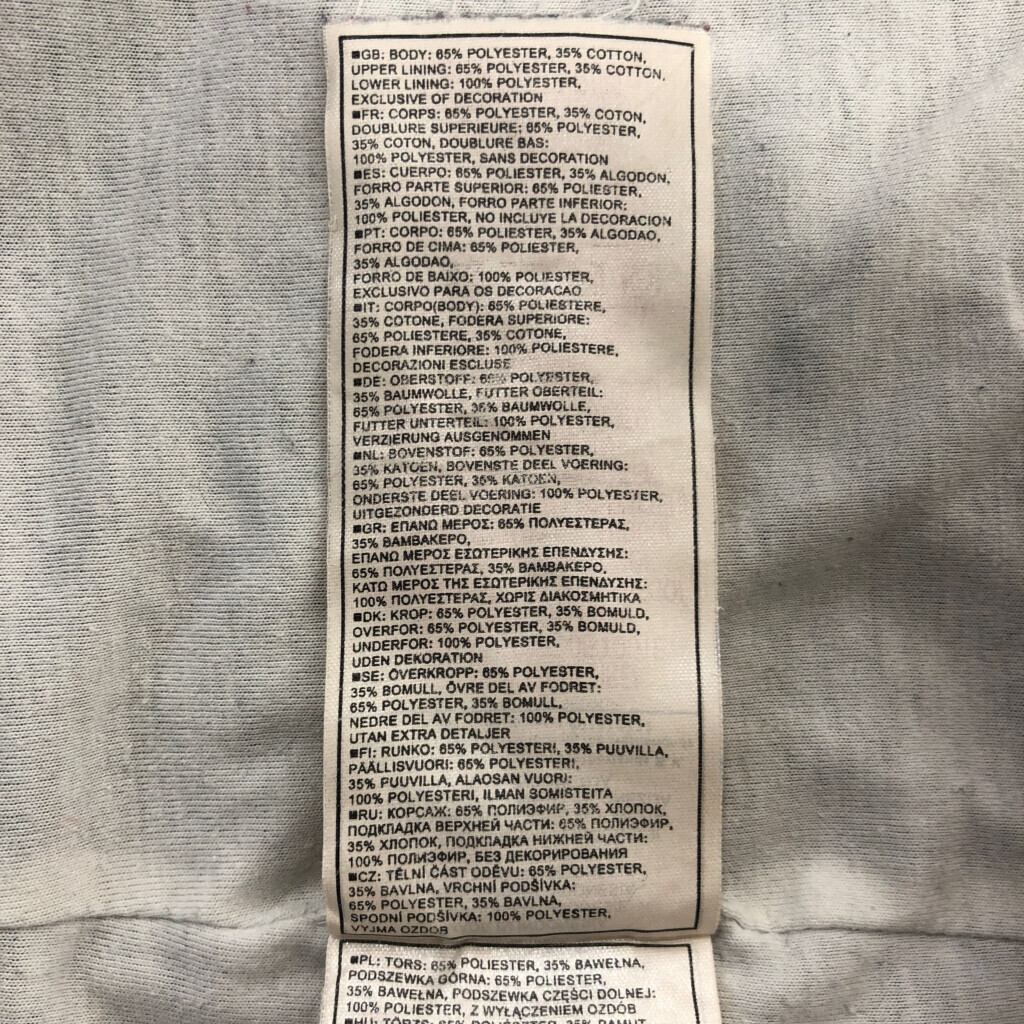 ■GB: BODY: 65% POLYESTER, 35% COTTON,
UPPER LINING: 65% POLYESTER, 35% COTTON,
LOWER LINING: 100% POLYESTER,
EXCLUSIVE OF DECORATION
■FR: CORPS: 65% POLYESTER, 35% COTON,
DOUBLURE SUPERIEURE: 65% POLYESTER,
35% COTON, DOUBLURE BAS:
100% POLYESTER, SANS DECORATION
■ES: CUERPO: 65% POLIESTER, 35% ALGODON,
FORRO PARTE SUPERIOR: 65% POLIESTER,
35% ALGODON, FORRO PARTE INFERIOR:
100% POLIESTER, NO INCLUYE LA DECORACION
■PT: CORPO: 65% POLIESTER, 35% ALGODAO,
FORRO DE CIMA: 65% POLIESTER,
35% ALGODAO,
FORRO DE BAIXO: 100% POLIESTER,
EXCLUSIVO PARA OS DECORACAO
■IT: CORPO(BODY): 65% POLIESTERE,
35% COTONE, FODERA SUPERIORE:
65% POLIESTERE, 35% COTONE,
FODERA INFERIORE: 100% POLIESTERE,
DECORAZIONI ESCLUSE
■DE: OBERSTOFF: 65% POLYESTER,
35% BAUMWOLLE, FUTTER OBERTEIL:
65% POLYESTER, 35% BAUMWOLLE,
FUTTER UNTERTEIL: 100% POLYESTER,
VERZIERUNG AUSGENOMMEN
■NL: BOVENSTOF: 65% POLYESTER,
35% KATOEN, BOVENSTE DEEL VOERING:
65% POLYESTER, 35% KATOEN,
ONDERSTE DEEL VOERING: 100% POLYESTER,
UITGEZONDERD DECORATIE
■GR: ΕΠΑΝΩ ΜΕΡΟΣ: 65% ΠΟΛΥΕΣΤΕΡΑΣ,
35% ΒΑΜΒΑΚΕΡΟ,
ΕΠΑΝΩ ΜΕΡΟΣ ΕΣΩΤΕΡΙΚΗΣ ΕΠΕΝΔΥΣΗΣ:
65% ΠΟΛΥΕΣΤΕΡΑΣ, 35% ΒΑΜΒΑΚΕΡΟ,
ΚΑΤΩ ΜΕΡΟΣ ΤΗΣ ΕΣΩΤΕΡΙΚΗΣ ΕΠΕΝΔΥΣΗΣ:
100% ΠΟΛΥΕΣΤΕΡΑΣ, ΧΩΡΙΣ ΔΙΑΚΟΣΜΗΤΙΚΑ
■DK: KROP: 65% POLYESTER, 35% BOMULD,
OVERFOR: 65% POLYESTER, 35% BOMULD,
UNDERFOR: 100% POLYESTER,
UDEN DEKORATION
■SE: ÖVERKROPP: 65% POLYESTER,
35% BOMULL, ÖVRE DEL AV FODRET:
65% POLYESTER, 35% BOMULL,
NEDRE DEL AV FODRET: 100% POLYESTER,
UTAN EXTRA DETALJER
■FI: RUNKO: 65% POLYESTERI, 35% PUUVILLA,
PÄÄLLISVUORI: 65% POLYESTERI,
35% PUUVILLA, ALAOSAN VUORI:
100% POLYESTERI, ILMAN SOMISTEITA
■RU: КОРСАЖ: 65% ПОЛИЭФИР, 35% ХЛОПОК,
ПОДКЛАДКА ВЕРХНЕЙ ЧАСТИ: 65% ПОЛИЭФИР,
35% ХЛОПОК, ПОДКЛАДКА НИЖНЕЙ ЧАСТИ:
100% ПОЛИЭФИР, БЕЗ ДЕКОРИРОВАНИЯ
■CZ: TĚLNÍ ČÁST ODĚVU: 65% POLYESTER,
35% BAVLNA, VRCHNÍ PODŠÍVKA:
65% POLYESTER, 35% BAVLNA,
SPODNÍ PODŠÍVKA: 100% POLYESTER,
VYJMA OZDOB
■PL: TORS: 65% POLIESTER, 35% BAWEŁNA,
PODSZEWKA GÓRNA: 65% POLIESTER,
35% BAWEŁNA, PODSZEWKA CZĘŚCI DOLNEJ:
100% POLIESTER, Z WYŁĄCZENIEM OZDÓB
■HU: TÖRZS: 65% POLIÉSZTER, 35% PAMUT,